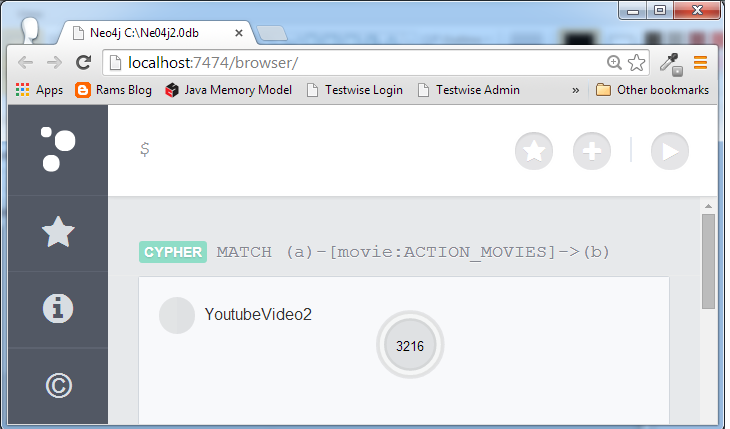 Neo4j C:\Ne04j2.0db
localhost:7474/browser/
Apps Rams Blog Java Memory Model Testwise Login Testwise Admin » Other bookmarks
$
CYPHER MATCH (a)-[movie:ACTION_MOVIES]->(b)
YoutubeVideo2
3216
©